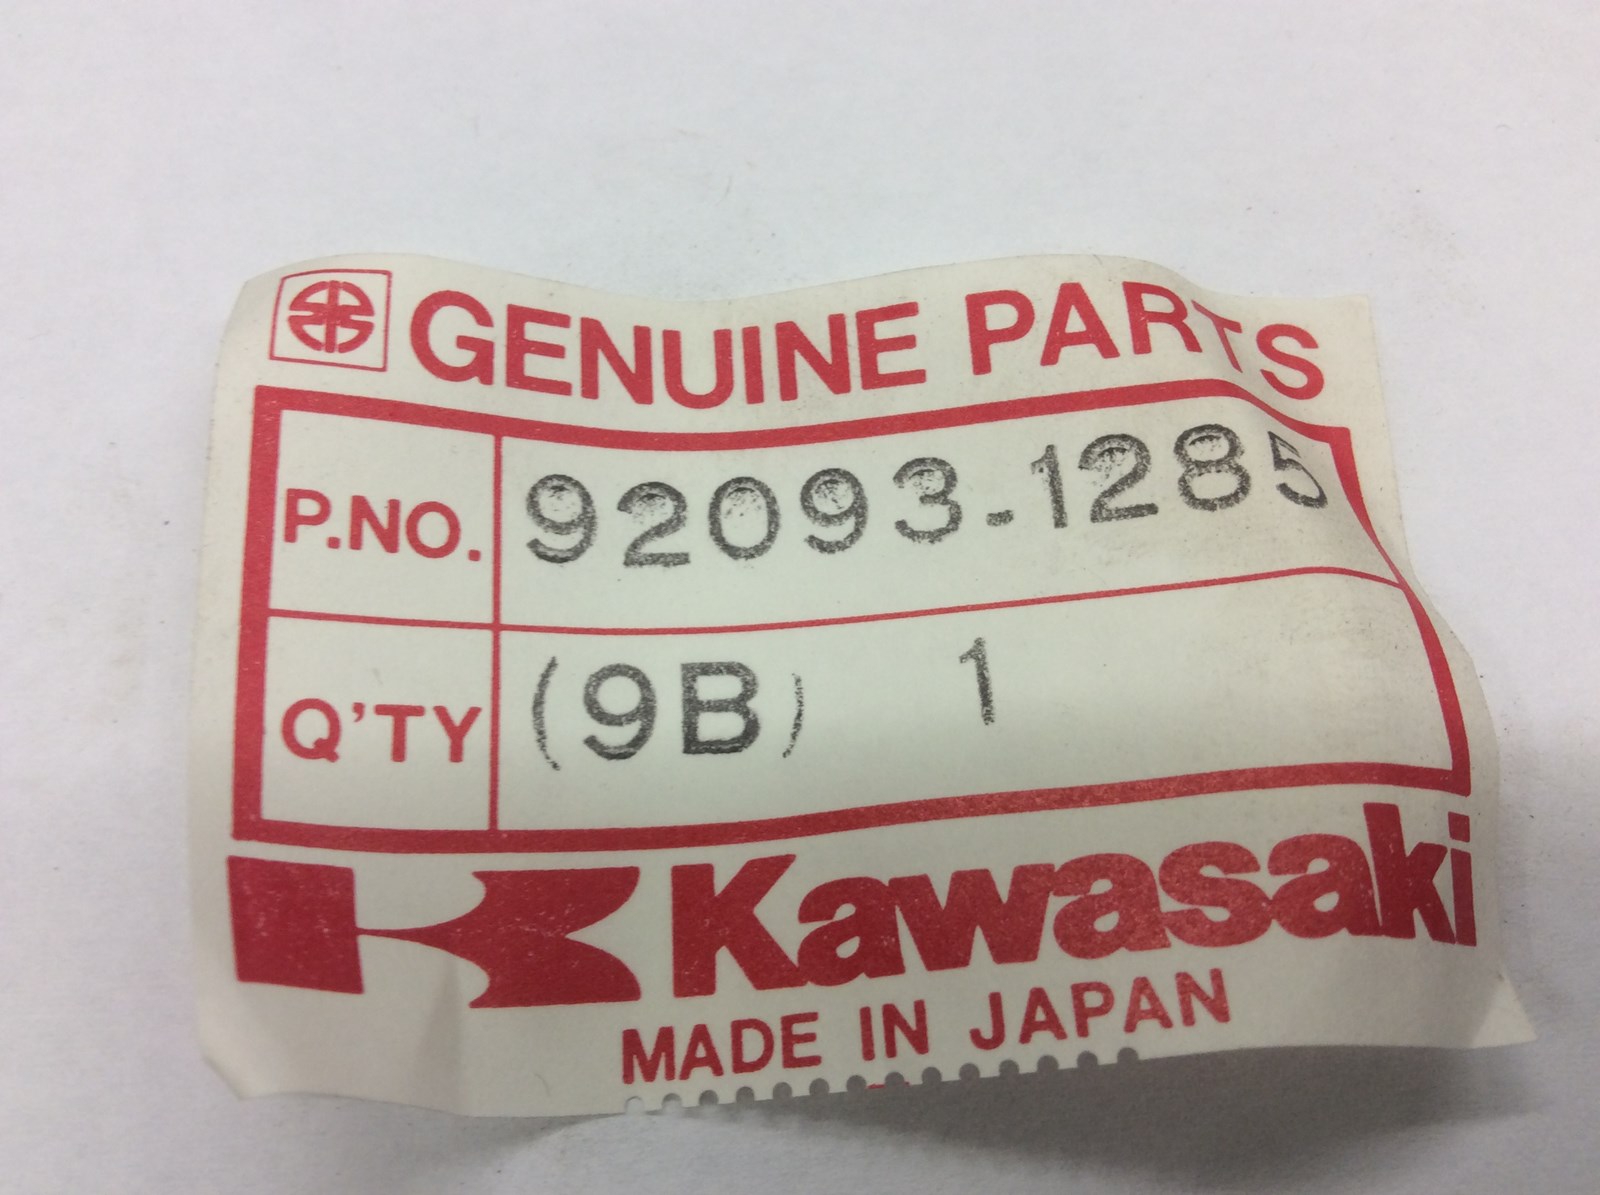 GENUINE PARTS
P.NO. 92093-1285
Q'TY (9B) 1
Kawasaki
MADE IN JAPAN